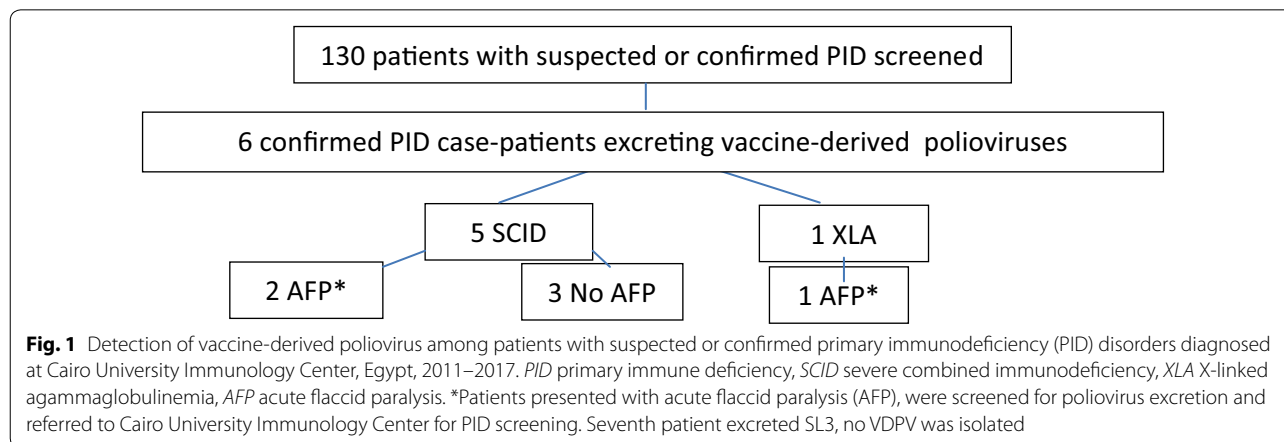 130 patients with suspected or confirmed PID screened
6 confirmed PID case-patients excreting vaccine-derived polioviruses
5 SCID
1 XLA
2 AFP*
3 No AFP
1 AFP*
Fig. 1 Detection of vaccine-derived poliovirus among patients with suspected or confirmed primary immunodeficiency (PID) disorders diagnosed
at Cairo University Immunology Center, Egypt, 2011–2017. PID primary immune deficiency, SCID severe combined immunodeficiency, XLA X-linked
agammaglobulinemia, AFP acute flaccid paralysis. *Patients presented with acute flaccid paralysis (AFP), were screened for poliovirus excretion and
referred to Cairo University Immunology Center for PID screening. Seventh patient excreted SL3, no VDPV was isolated